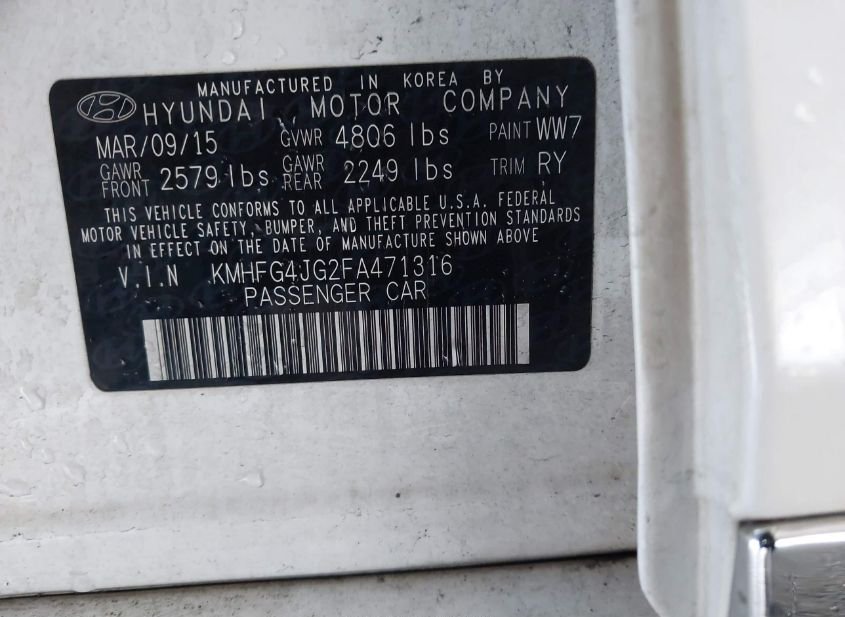 MANUFACTURED IN KOREA BY
HYUNDAI MOTOR COMPANY
MAR/09/15 GVWR 4806 lbs PAINT WW7
GAWR FRONT 2579 lbs GAWR REAR 2249 lbs TRIM RY
THIS VEHICLE CONFORMS TO ALL APPLICABLE U.S.A. FEDERAL
MOTOR VEHICLE SAFETY, BUMPER, AND THEFT PREVENTION STANDARDS
IN EFFECT ON THE DATE OF MANUFACTURE SHOWN ABOVE
V.I.N KMHFG4JG2FA471316
PASSENGER CAR